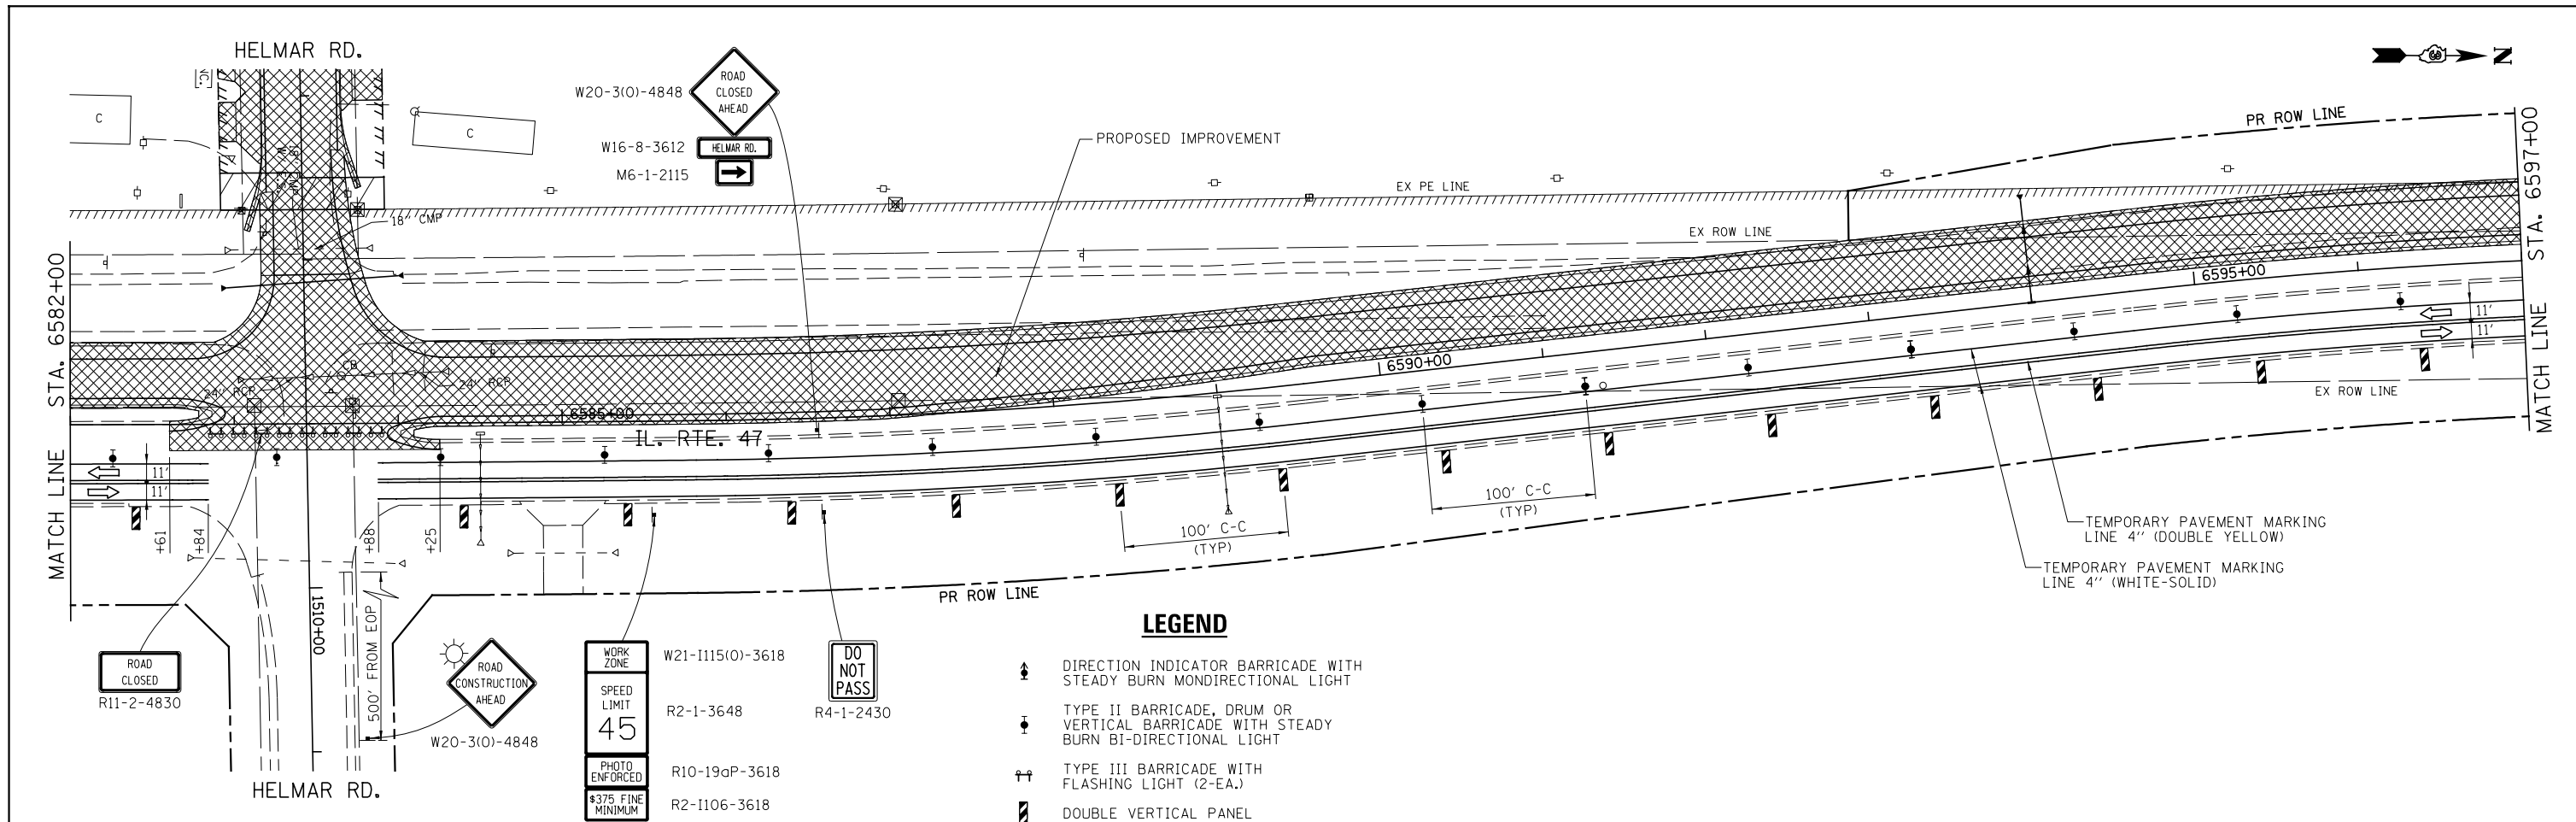 HELMAR RD.
N
ROAD
CLOSED
AHEAD
W20-3(O)-4848
W16-8-3612
HELMAR RD.
M6-1-2115
PROPOSED IMPROVEMENT
PR ROW LINE
C
C
EX PE LINE
EX ROW LINE
18" CMP
MATCH LINE STA. 6582+00
MATCH LINE STA. 6597+00
6595+00
11'
11'
6590+00
EX ROW LINE
CB
24" RCP
24" RCP
6585+00
IL. RTE. 47
11'
11'
+61
+84
+88
+25
100' C-C
(TYP)
100' C-C
(TYP)
TEMPORARY PAVEMENT MARKING
LINE 4" (DOUBLE YELLOW)
TEMPORARY PAVEMENT MARKING
LINE 4" (WHITE-SOLID)
PR ROW LINE
1510+00
500' FROM EOP
ROAD
CLOSED
R11-2-4830
ROAD
CONSTRUCTION
AHEAD
W20-3(O)-4848
WORK
ZONE
W21-I115(O)-3618
SPEED
LIMIT
45
R2-1-3648
PHOTO
ENFORCED
R10-19aP-3618
$375 FINE
MINIMUM
R2-I106-3618
DO
NOT
PASS
R4-1-2430
HELMAR RD.
LEGEND
DIRECTION INDICATOR BARRICADE WITH
STEADY BURN MONDIRECTIONAL LIGHT
TYPE II BARRICADE, DRUM OR
VERTICAL BARRICADE WITH STEADY
BURN BI-DIRECTIONAL LIGHT
TYPE III BARRICADE WITH
FLASHING LIGHT (2-EA.)
DOUBLE VERTICAL PANEL